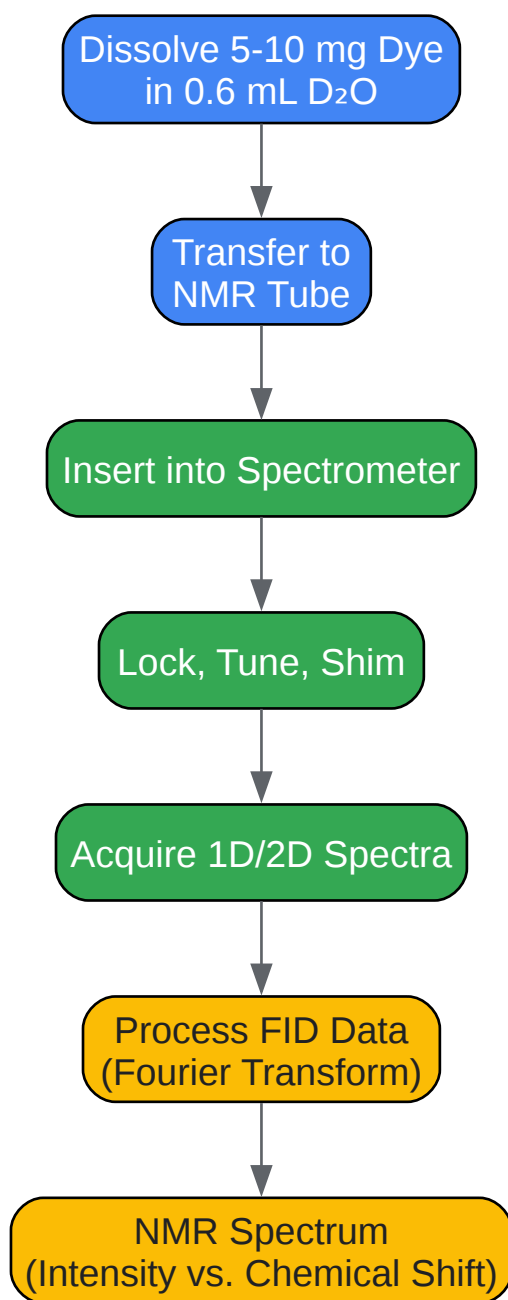 Dissolve 5-10 mg Dye
in 0.6 mL D₂O
Transfer to
NMR Tube
Insert into Spectrometer
Lock, Tune, Shim
Acquire 1D/2D Spectra
Process FID Data
(Fourier Transform)
NMR Spectrum
(Intensity vs. Chemical Shift)